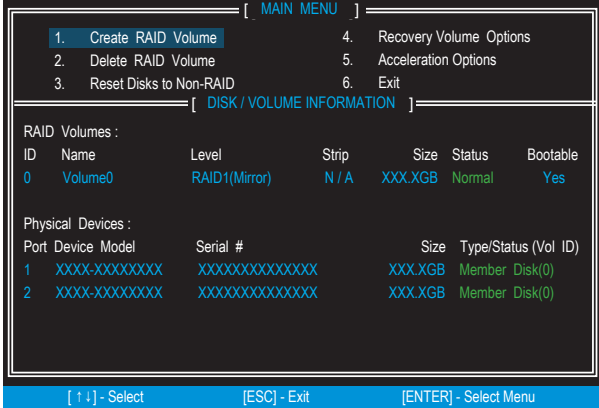 [ MAIN MENU ]
1. Create RAID Volume 4. Recovery Volume Options
2. Delete RAID Volume 5. Acceleration Options
3. Reset Disks to Non-RAID 6. Exit
[ DISK / VOLUME INFORMATION ]
RAID Volumes :
ID Name Level Strip Size Status Bootable
0 Volume0 RAID1(Mirror) N / A XXX.XGB Normal Yes
Physical Devices :
Port Device Model Serial # Size Type/Status (Vol ID)
1 XXXX-XXXXXXXX XXXXXXXXXXXXXX XXX.XGB Member Disk(0)
2 XXXX-XXXXXXXX XXXXXXXXXXXXXX XXX.XGB Member Disk(0)
[ ↑↓] - Select [ESC] - Exit [ENTER] - Select Menu